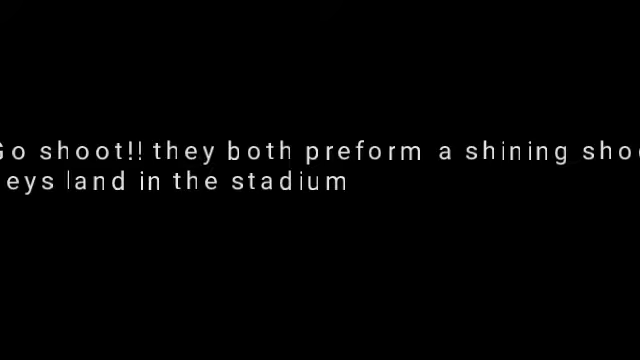 Go shoot!! they both preform a shining shoo
eys land in the stadium